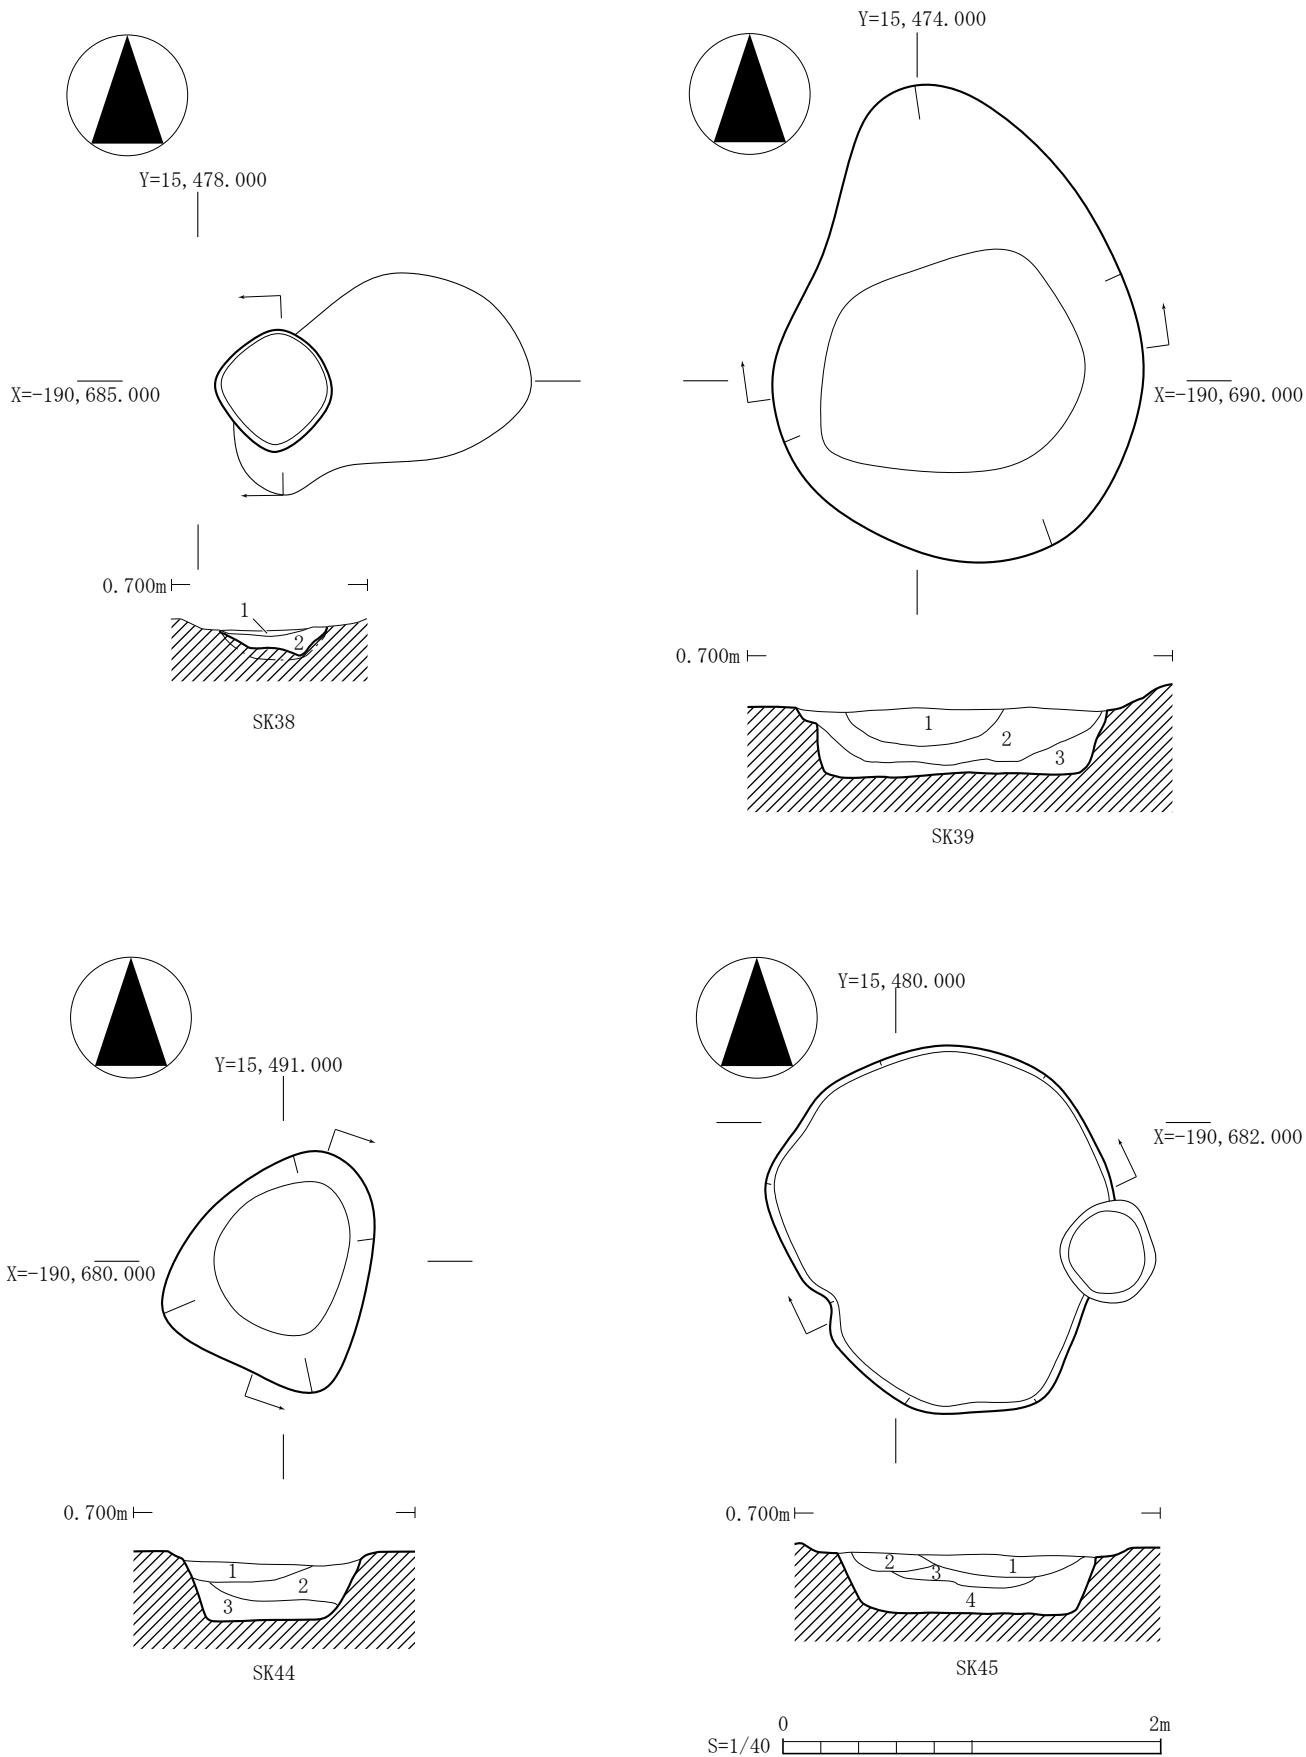 Y=15,474.000
Y=15,478.000
X=-190,685.000
X=-190,690.000
0.700m
1
2
SK38
0.700m
1
2
3
SK39
Y=15,480.000
Y=15,491.000
X=-190,682.000
X=-190,680.000
0.700m
1
2
3
SK44
0.700m
2
3
1
4
SK45
0
2m
S=1/40